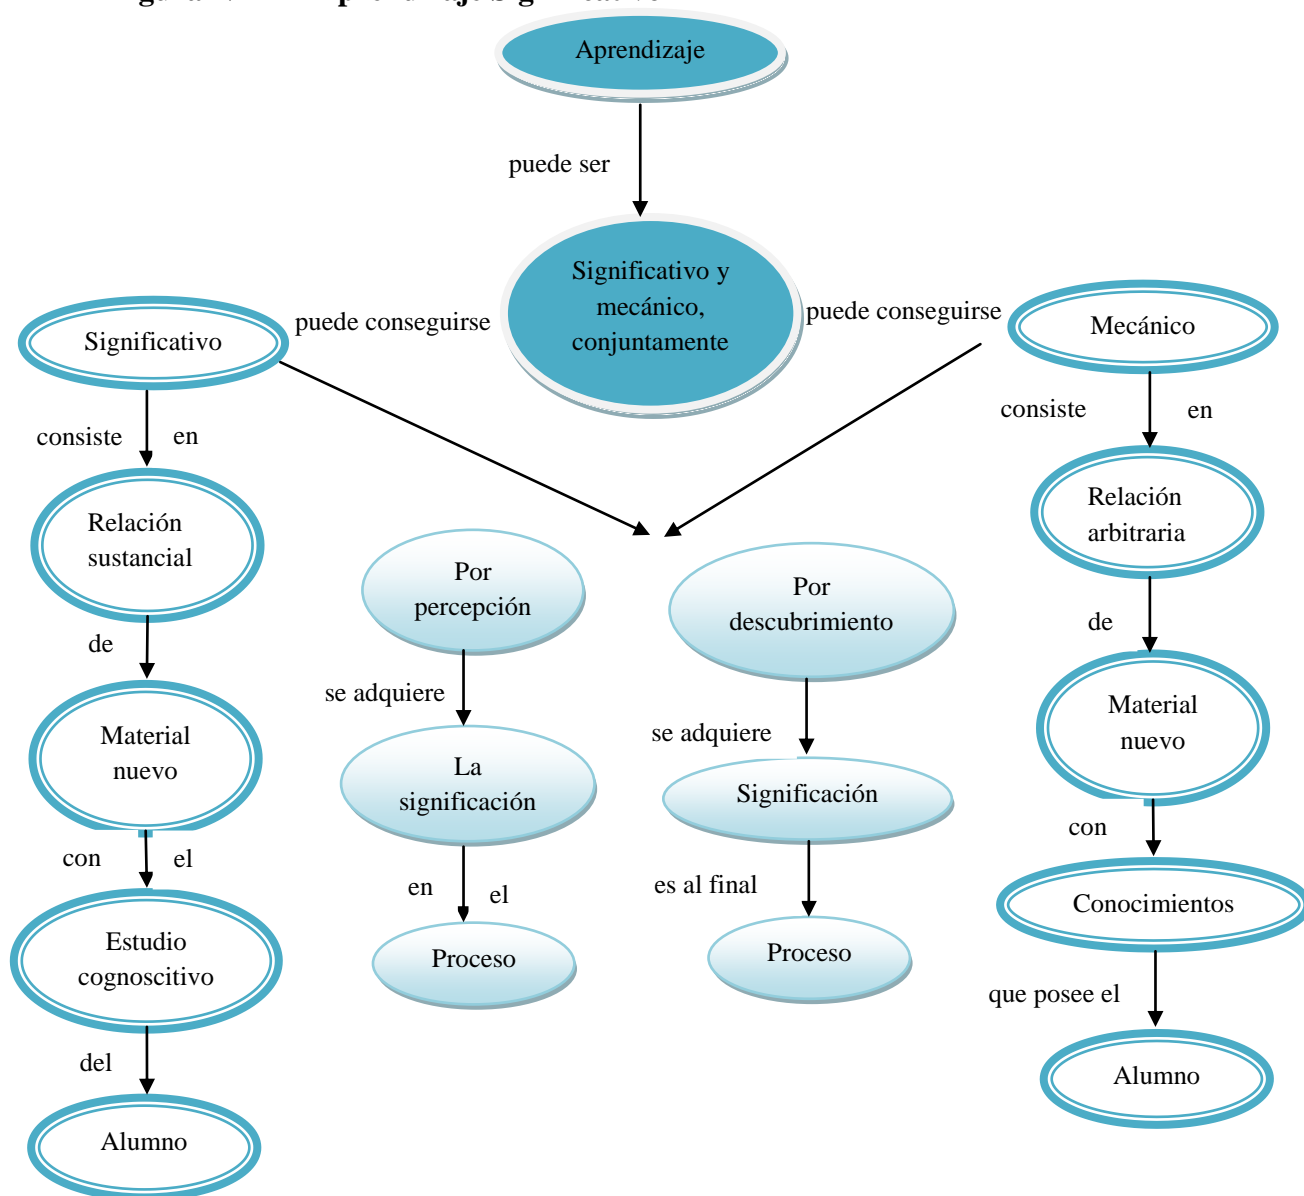 Aprendizaje
puede ser
Significativo y
mecánico,
conjuntamente
puede conseguirse
puede conseguirse
Significativo
consiste en
Relación
sustancial
de
Material
nuevo
con el
Estudio
cognoscitivo
del
Alumno
Por
percepción
se adquiere
La
significación
en el
Proceso
Por
descubrimiento
se adquiere
Significación
es al final
Proceso
Mecánico
consiste en
Relación
arbitraria
de
Material
nuevo
con
Conocimientos
que posee el
Alumno